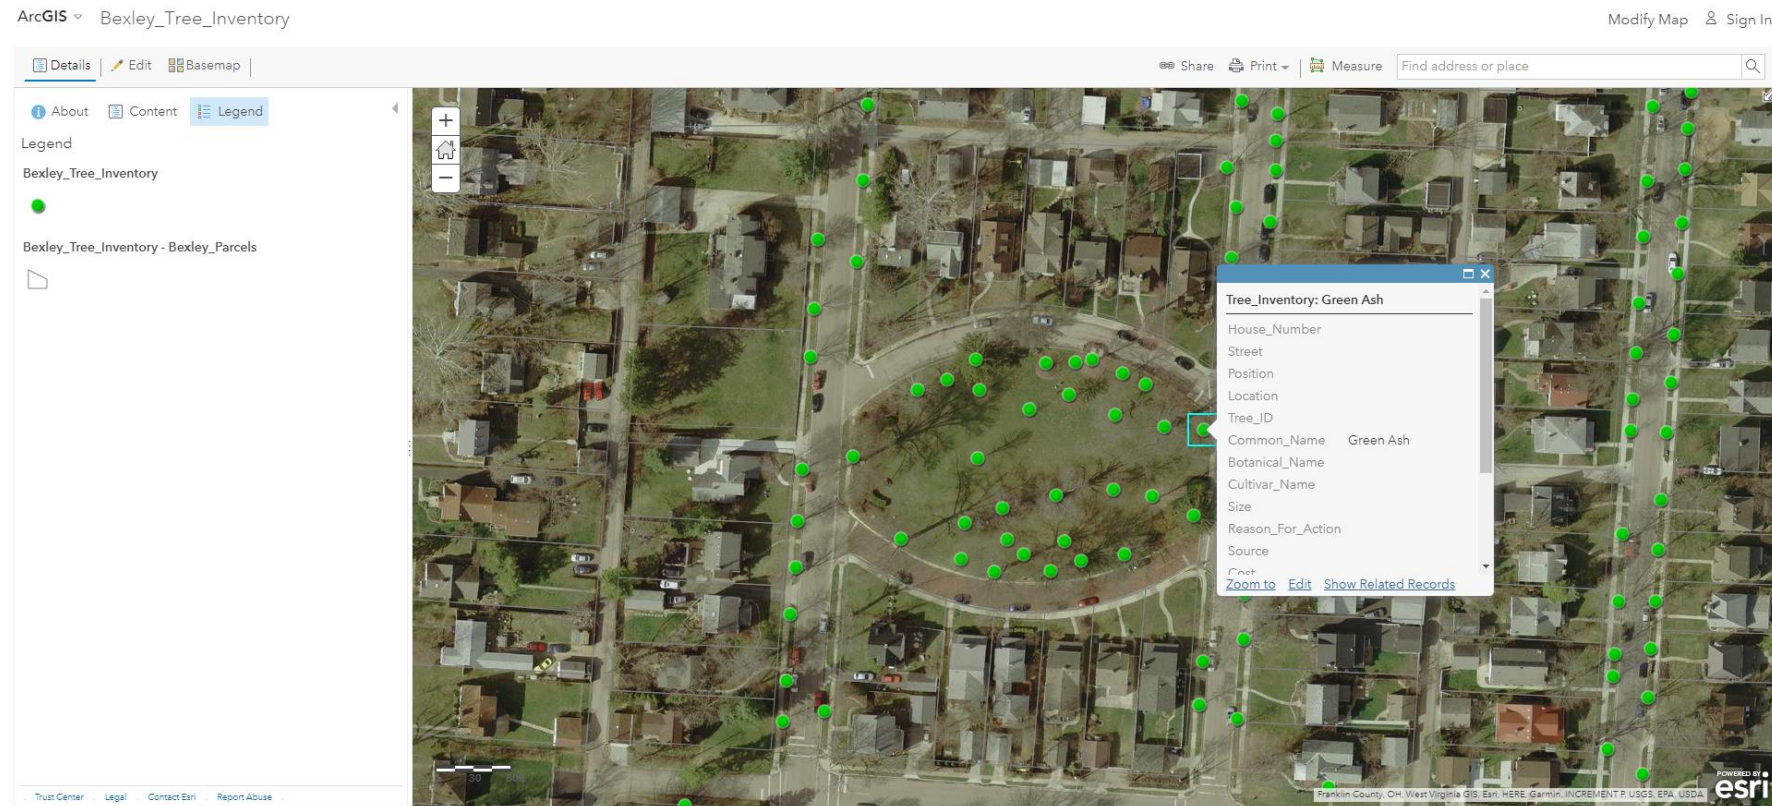 ArcGIS Bexley_Tree_Inventory Modify Map Sign In
Details Edit Basemap Share Print Measure Find address or place
About Content Legend
Legend
Bexley_Tree_Inventory
Bexley_Tree_Inventory - Bexley_Parcels
Tree_Inventory: Green Ash
House_Number
Street
Position
Location
Tree_ID
Common_Name Green Ash
Botanical_Name
Cultivar_Name
Size
Reason_For_Action
Source
Cost
Zoom to Edit Show Related Records
30
POWERED BY
esri
Franklin County, OH, West Virginia GIS, Esri, HERE, Garmin, INCREMENT P, USGS, EPA, USDA
Trust Center Legal Contact Esri Report Abuse